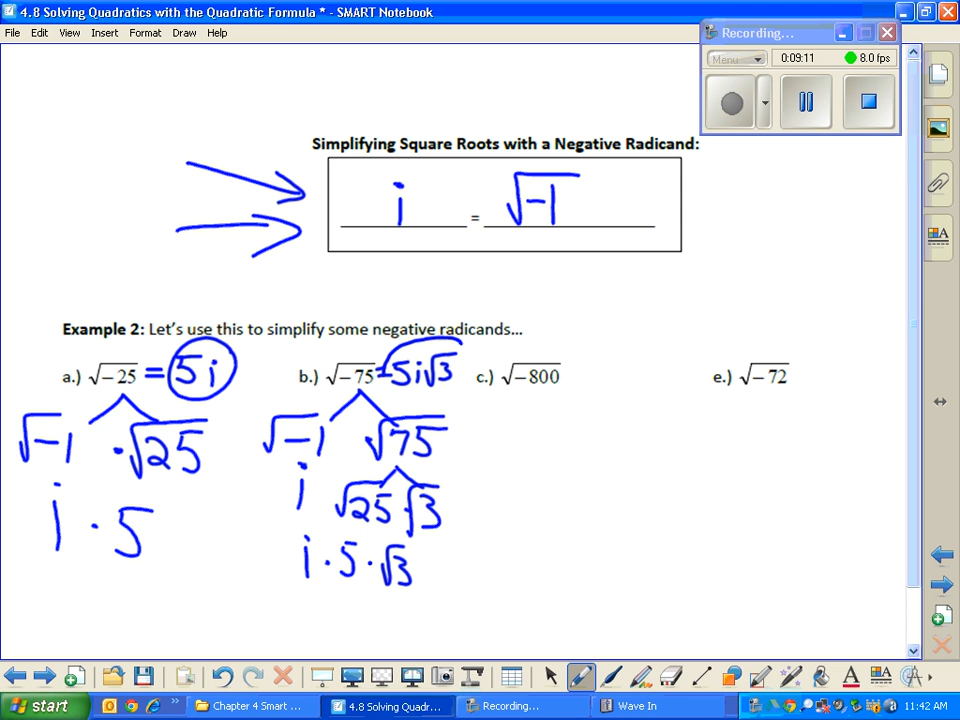 4.8 Solving Quadratics with the Quadratic Formula * - SMART Notebook
File Edit View Insert Format Draw Help
Recording...
Menu 0:09:11 8.0 fps
Simplifying Square Roots with a Negative Radicand:
i = √-1
Example 2: Let's use this to simplify some negative radicands...
a.) √-25 = 5i b.) √-75 = 5i√3 c.) √-800 e.) √-72
√-1 · √25 √-1 · √75
i √25 √3
i · 5 i · 5 · √3
start Chapter 4 Smart ... 4.8 Solving Quadr... Recording... Wave In 11:42 AM